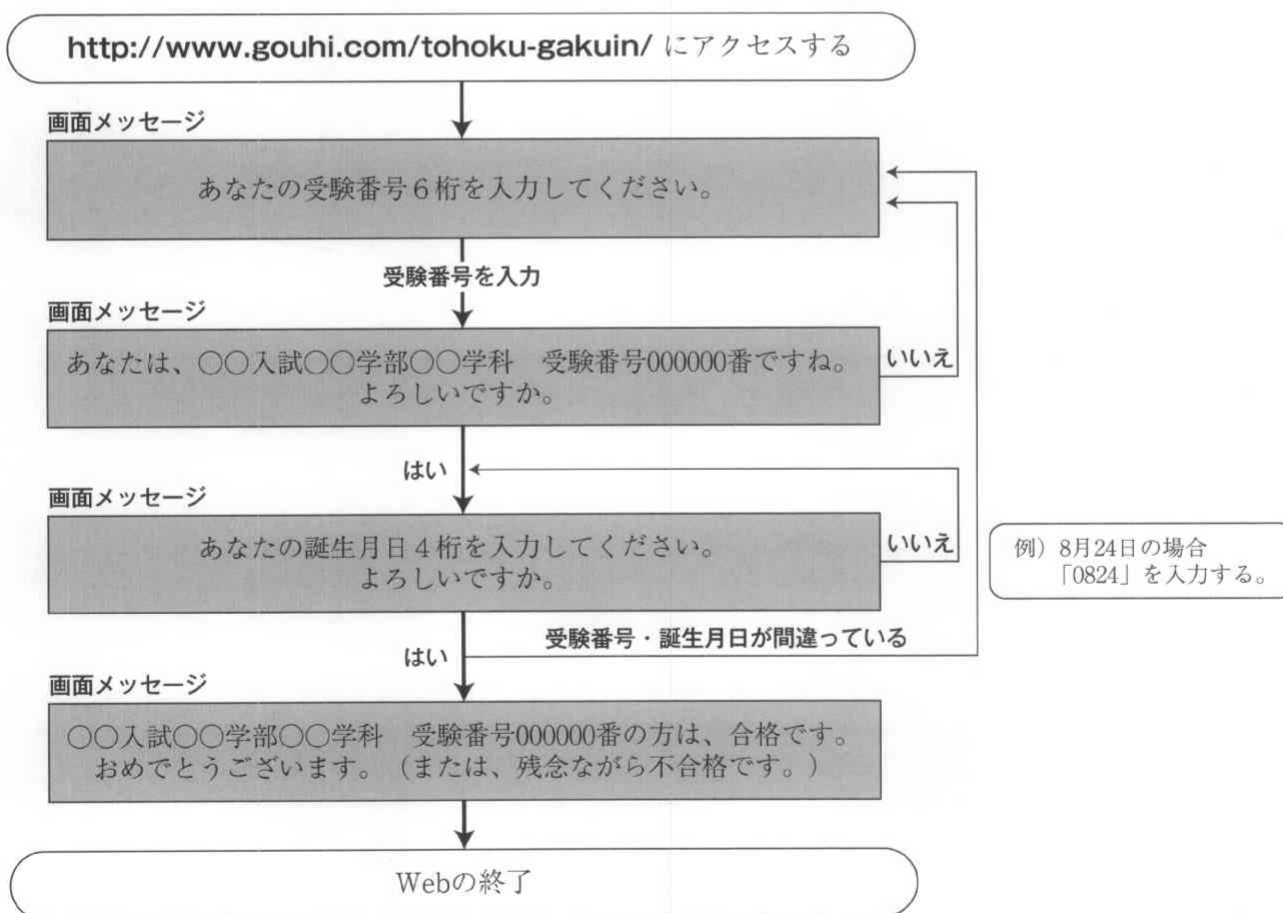 http://www.gouhi.com/tohoku-gakuin/ にアクセスする
画面メッセージ
あなたの受験番号6桁を入力してください。
受験番号を入力
画面メッセージ
あなたは、○○入試○○学部○○学科　受験番号000000番ですね。
よろしいですか。
いいえ
はい
画面メッセージ
あなたの誕生月日4桁を入力してください。
よろしいですか。
いいえ
例）8月24日の場合
「0824」を入力する。
受験番号・誕生月日が間違っている
はい
画面メッセージ
○○入試○○学部○○学科　受験番号000000番の方は、合格です。
おめでとうございます。（または、残念ながら不合格です。）
Webの終了